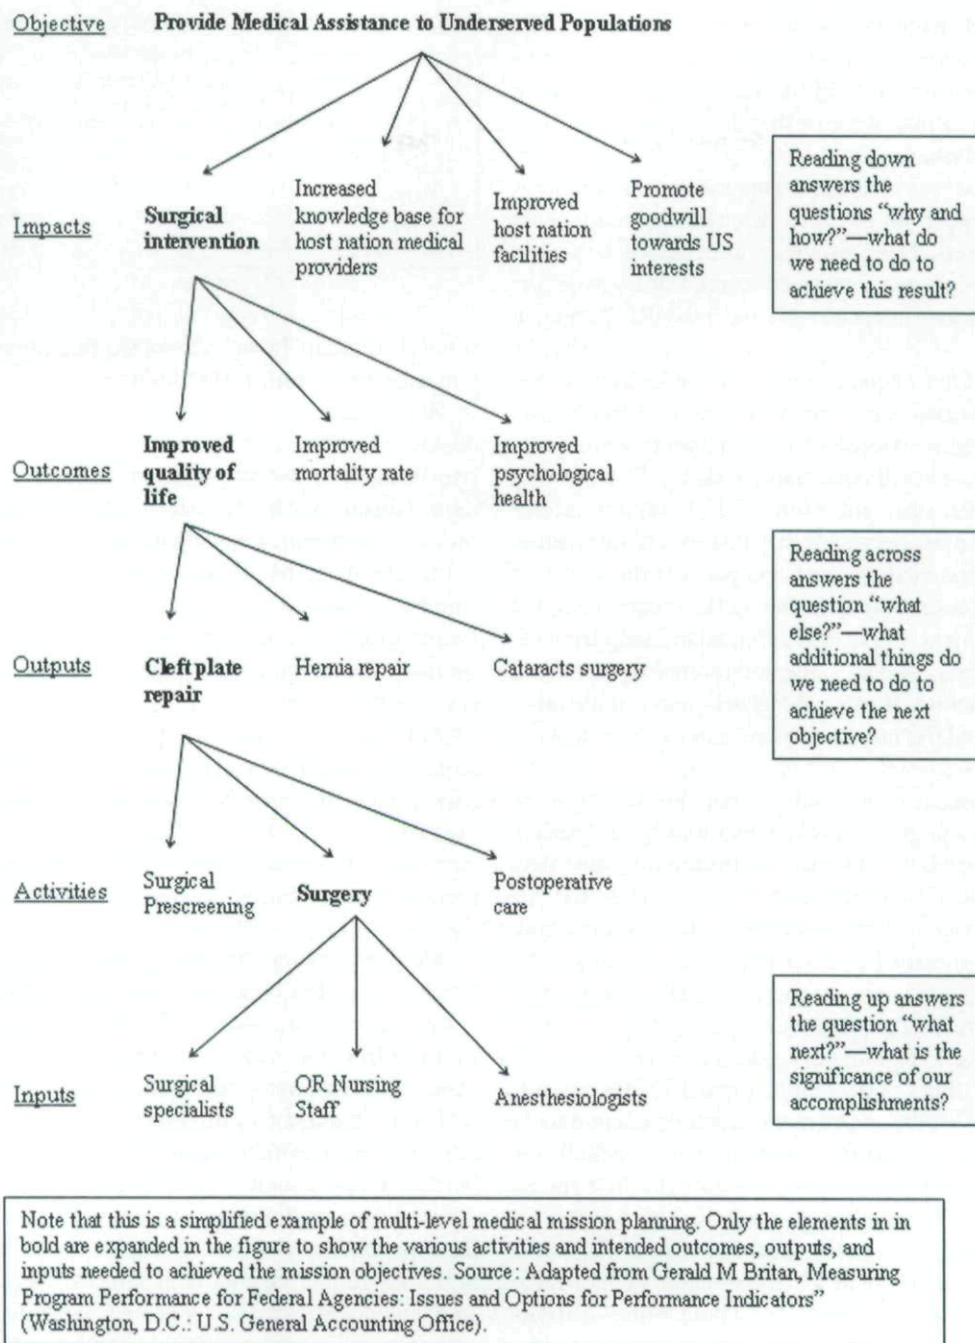 Objective Provide Medical Assistance to Underserved Populations
Impacts
Surgical
intervention
Increased
knowledge base for
host nation medical
providers
Improved
host nation
facilities
Promote
goodwill
towards US
interests
Reading down
answers the
questions “why and
how?”—what do
we need to do to
achieve this result?
Outcomes
Improved
quality of
life
Improved
mortality rate
Improved
psychological
health
Reading across
answers the
question “what
else?”—what
additional things do
we need to do to
achieve the next
objective?
Outputs
Cleft plate
repair
Hernia repair
Cataracts surgery
Activities
Surgical
Prescreening
Surgery
Postoperative
care
Reading up answers
the question “what
next?”—what is the
significance of our
accomplishments?
Inputs
Surgical
specialists
OR Nursing
Staff
Anesthesiologists
Note that this is a simplified example of multi-level medical mission planning. Only the elements in in
bold are expanded in the figure to show the various activities and intended outcomes, outputs, and
inputs needed to achieved the mission objectives. Source: Adapted from Gerald M Britan, Measuring
Program Performance for Federal Agencies: Issues and Options for Performance Indicators”
(Washington, D.C.: U.S. General Accounting Office).